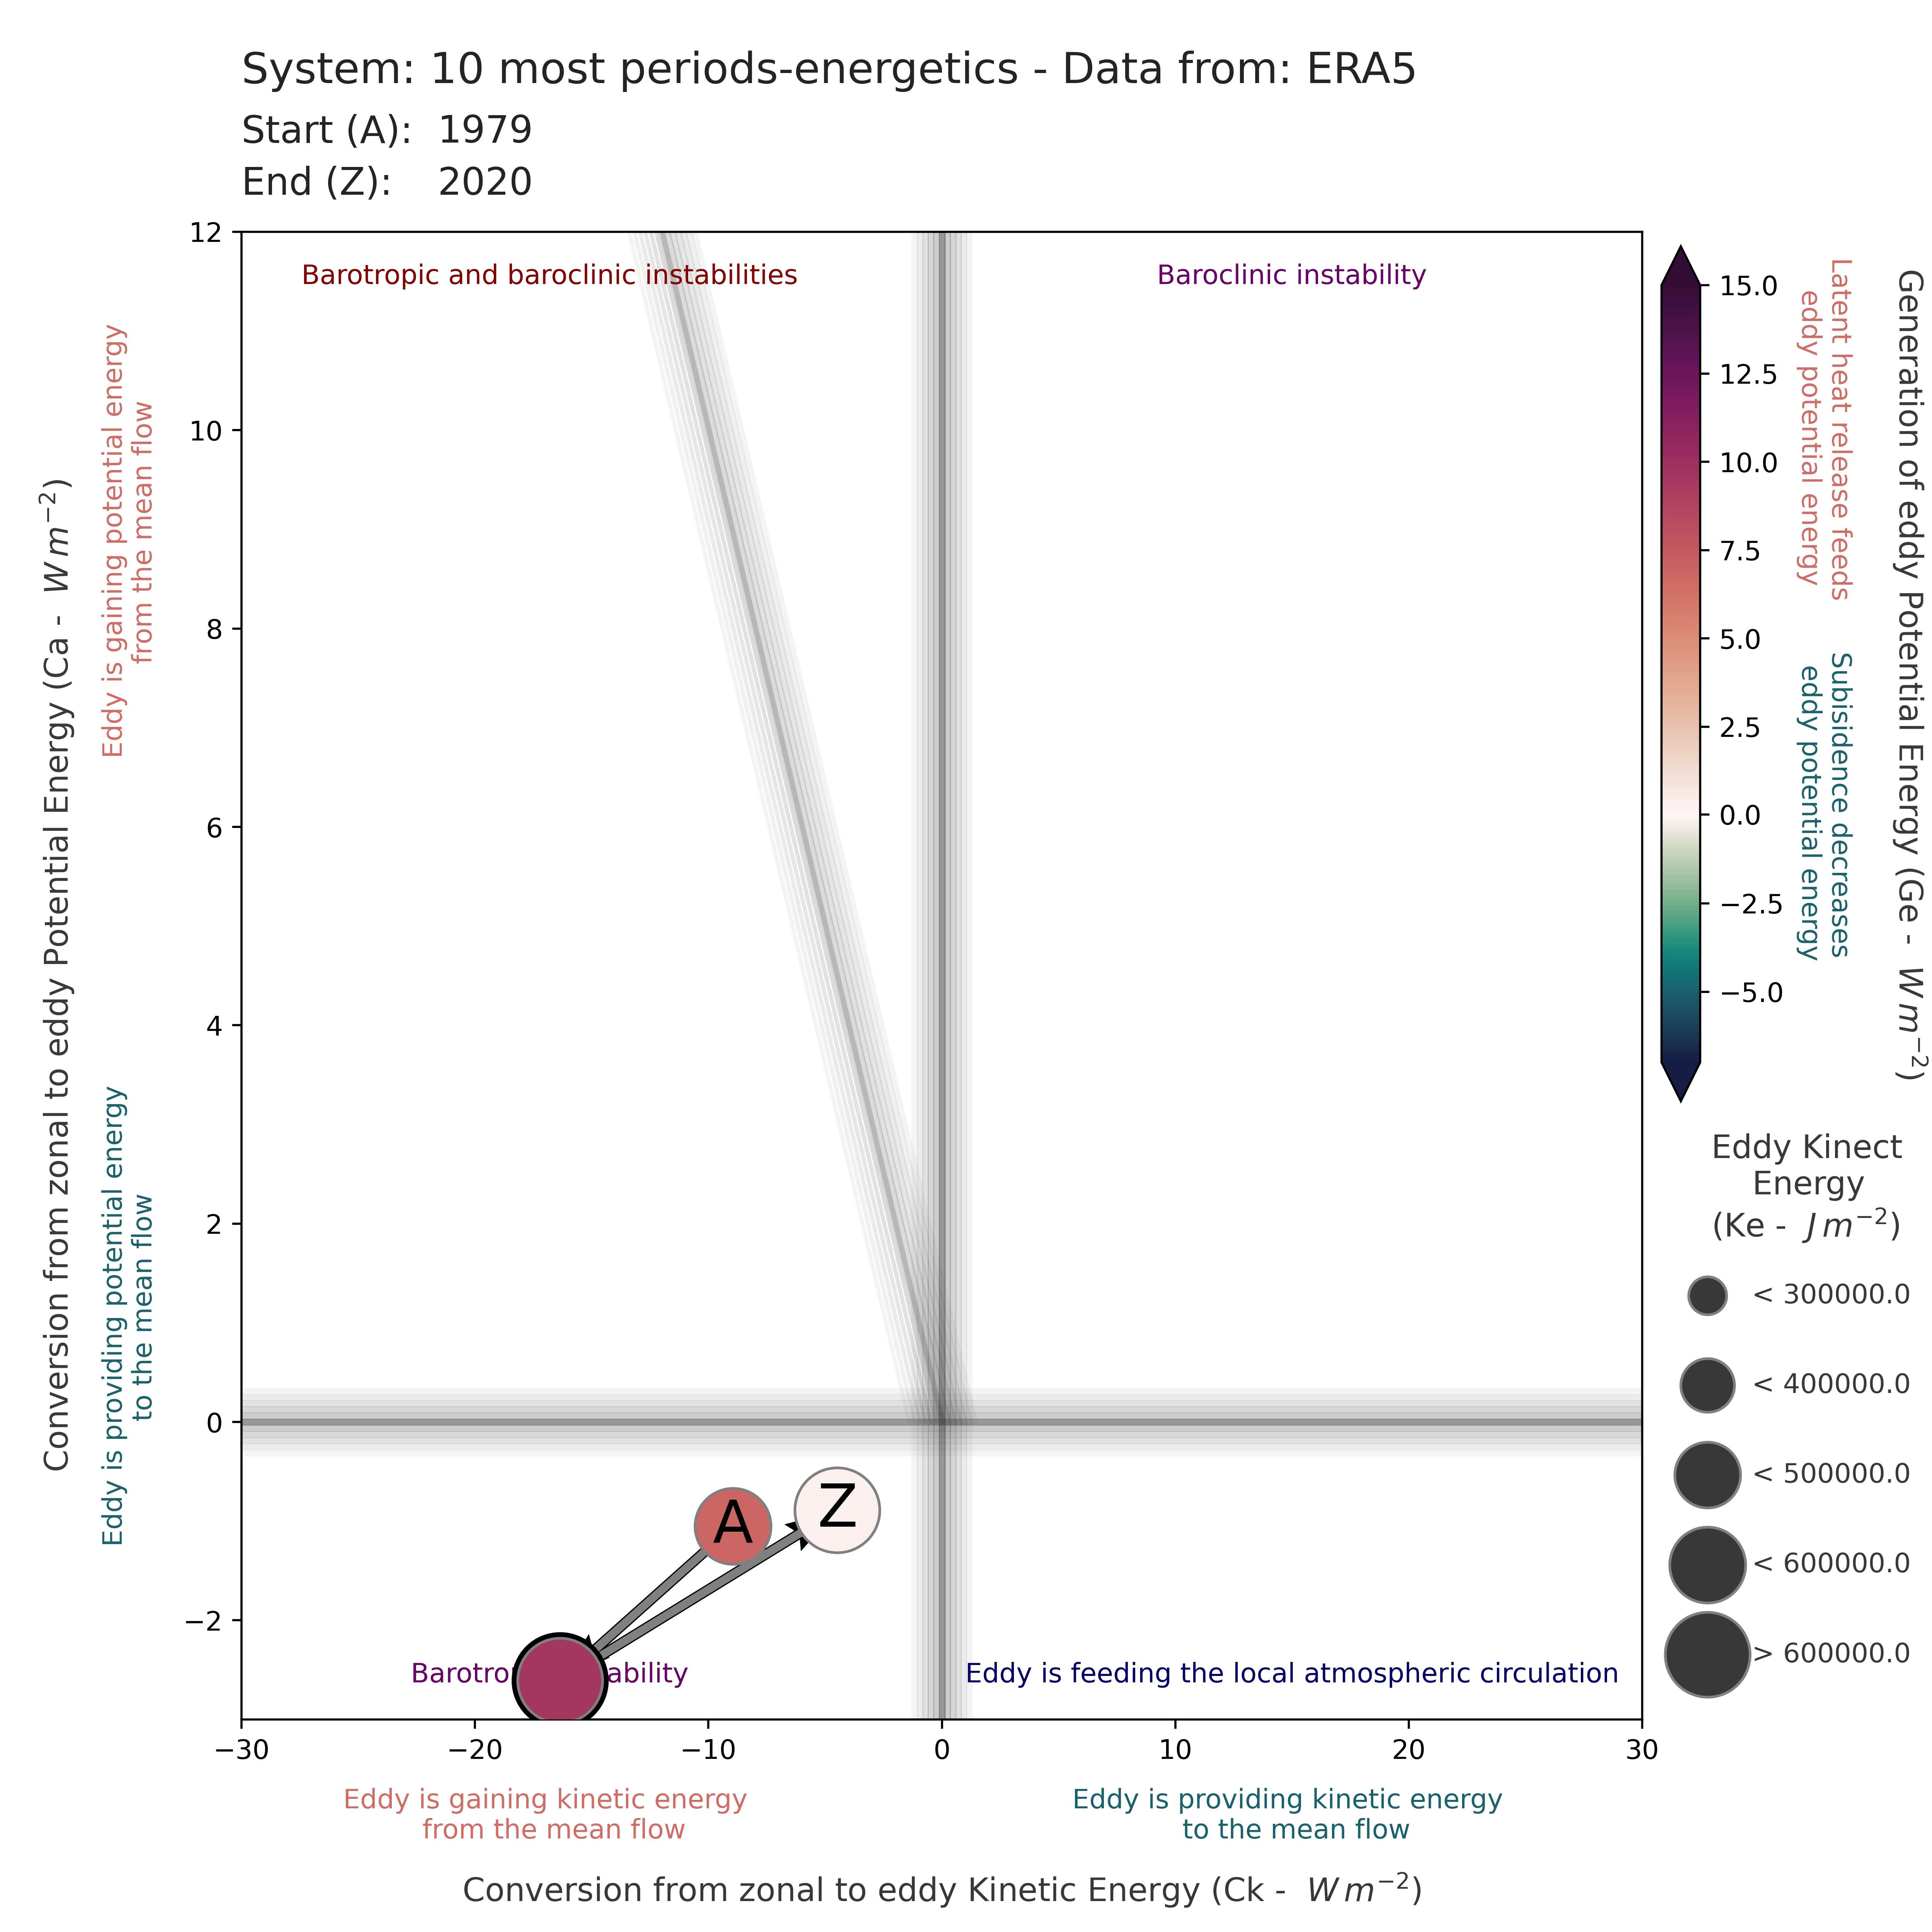 System: 10 most periods-energetics - Data from: ERA5
Start (A): 1979
End (Z): 2020
Barotropic and baroclinic instabilities
Baroclinic instability
Barotro ability
Eddy is feeding the local atmospheric circulation
A
Z
12
10
8
6
4
2
0
−2
−30
−20
−10
0
10
20
30
Conversion from zonal to eddy Potential Energy (Ca - W m⁻²)
Eddy is gaining potential energy
from the mean flow
Eddy is providing potential energy
to the mean flow
Eddy is gaining kinetic energy
from the mean flow
Eddy is providing kinetic energy
to the mean flow
Conversion from zonal to eddy Kinetic Energy (Ck - W m⁻²)
15.0
12.5
10.0
7.5
5.0
2.5
0.0
−2.5
−5.0
Latent heat release feeds
eddy potential energy
Subisidence decreases
eddy potential energy
Generation of eddy Potential Energy (Ge - W m⁻²)
Eddy Kinect
Energy
(Ke - J m⁻²)
< 300000.0
< 400000.0
< 500000.0
< 600000.0
> 600000.0